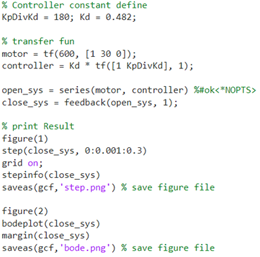 % Controller constant define
KpDivKd = 180; Kd = 0.482;
% transfer fun
motor = tf(600, [1 30 0]);
controller = Kd * tf([1 KpDivKd], 1);
open_sys = series(motor, controller) %#ok<*NOPTS>
close_sys = feedback(open_sys, 1);
% print Result
figure(1)
step(close_sys, 0:0.001:0.3)
grid on;
stepinfo(close_sys)
saveas(gcf,'step.png') % save figure file
figure(2)
bodeplot(close_sys)
margin(close_sys)
saveas(gcf,'bode.png') % save figure file